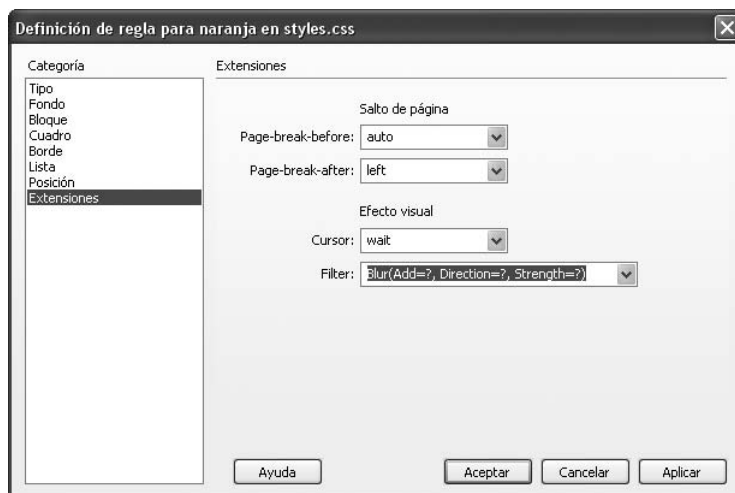 Definición de regla para naranja en styles.css
Categoría
Tipo
Fondo
Bloque
Cuadro
Borde
Lista
Posición
Extensiones
Extensiones
Salto de página
Page-break-before: auto
Page-break-after: left
Efecto visual
Cursor: wait
Filter: Blur(Add=?, Direction=?, Strength=?)
Ayuda Aceptar Cancelar Aplicar